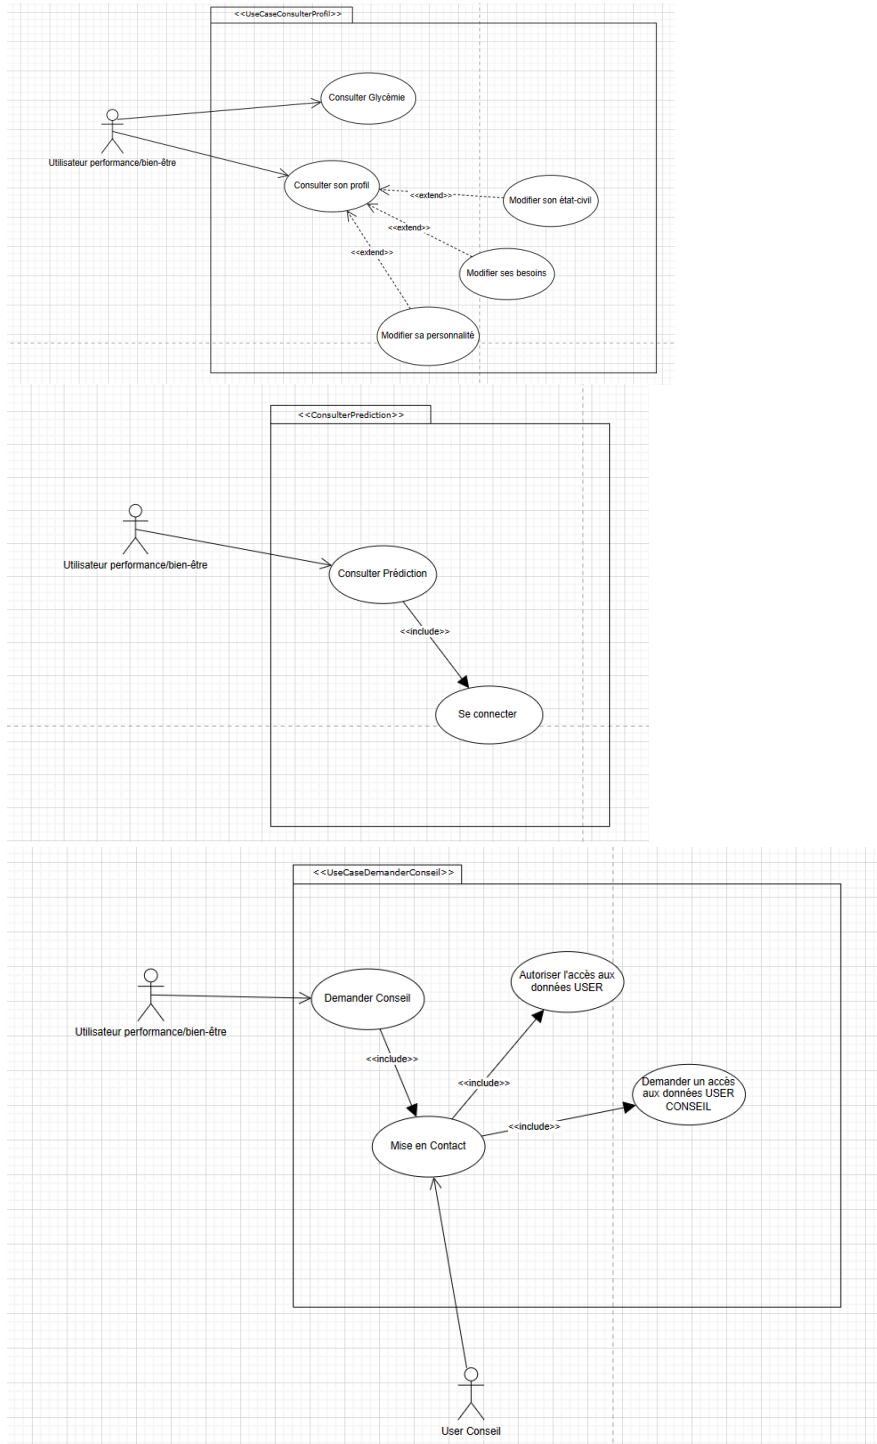 <<UseCaseConsulterProfil>>
Consulter Glycémie
Utilisateur performance/bien-être
Consulter son profil
<<extend>>
Modifier son état-civil
<<extend>>
<<extend>>
Modifier ses besoins
Modifier sa personnalité
<<ConsulterPrediction>>
Utilisateur performance/bien-être
Consulter Prédiction
<<include>>
Se connecter
<<UseCaseDemanderConseil>>
Autoriser l'accès aux
données USER
Demander Conseil
Utilisateur performance/bien-être
<<include>>
<<include>>
Demander un accès
aux données USER
CONSEIL
<<include>>
Mise en Contact
User Conseil